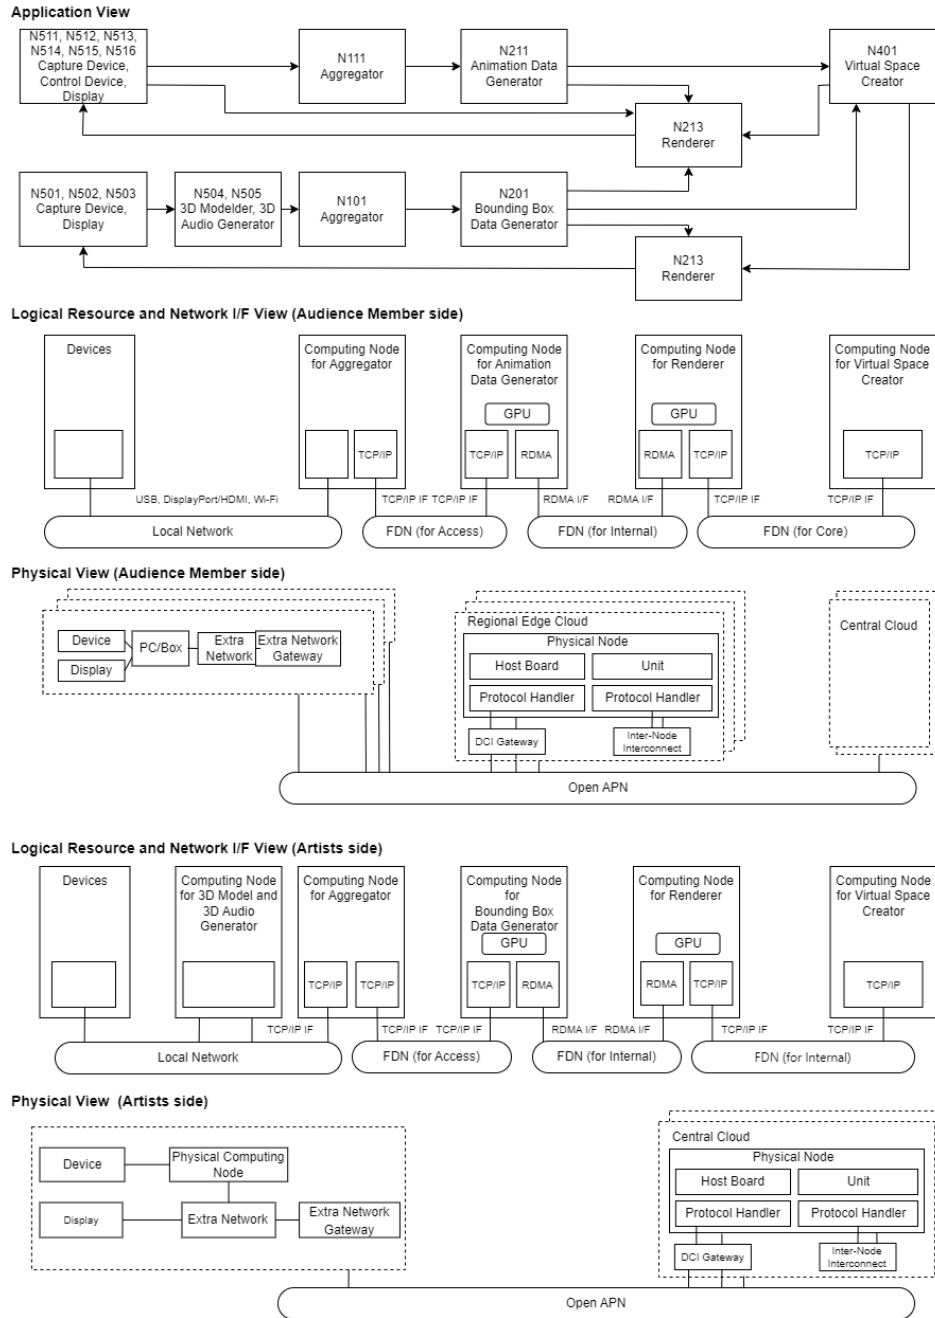 Application View
N511, N512, N513,
N514, N515, N516
Capture Device,
Control Device,
Display
N111
Aggregator
N211
Animation Data
Generator
N401
Virtual Space
Creator
N213
Renderer
N501, N502, N503
Capture Device,
Display
N504, N505
3D Modelder, 3D
Audio Generator
N101
Aggregator
N201
Bounding Box
Data Generator
N213
Renderer
Logical Resource and Network I/F View (Audience Member side)
Devices
Computing Node
for Aggregator
TCP/IP
Computing Node
for Animation
Data Generator
GPU
TCP/IP
RDMA
Computing Node
for Renderer
GPU
RDMA
TCP/IP
Computing Node
for Virtual Space
Creator
TCP/IP
USB, DisplayPort/HDMI, Wi-Fi
TCP/IP IF
TCP/IP IF
RDMA I/F
RDMA I/F
TCP/IP IF
TCP/IP IF
Local Network
FDN (for Access)
FDN (for Internal)
FDN (for Core)
Physical View (Audience Member side)
Device
Display
PC/Box
Extra
Network
Extra Network
Gateway
Regional Edge Cloud
Physical Node
Host Board
Unit
Protocol Handler
Protocol Handler
DCI Gateway
Inter-Node
Interconnect
Central Cloud
Open APN
Logical Resource and Network I/F View (Artists side)
Devices
Computing Node
for 3D Model and
3D Audio
Generator
Computing Node
for Aggregator
TCP/IP
TCP/IP
Computing Node
for
Bounding Box
Data Generator
GPU
TCP/IP
RDMA
Computing Node
for Renderer
GPU
RDMA
TCP/IP
Computing Node
for Virtual Space
Creator
TCP/IP
TCP/IP IF
TCP/IP IF
TCP/IP IF
RDMA I/F
RDMA I/F
TCP/IP IF
TCP/IP IF
Local Network
FDN (for Access)
FDN (for Internal)
FDN (for Internal)
Physical View (Artists side)
Device
Physical Computing
Node
Display
Extra Network
Extra Network
Gateway
Central Cloud
Physical Node
Host Board
Unit
Protocol Handler
Protocol Handler
DCI Gateway
Inter-Node
Interconnect
Open APN